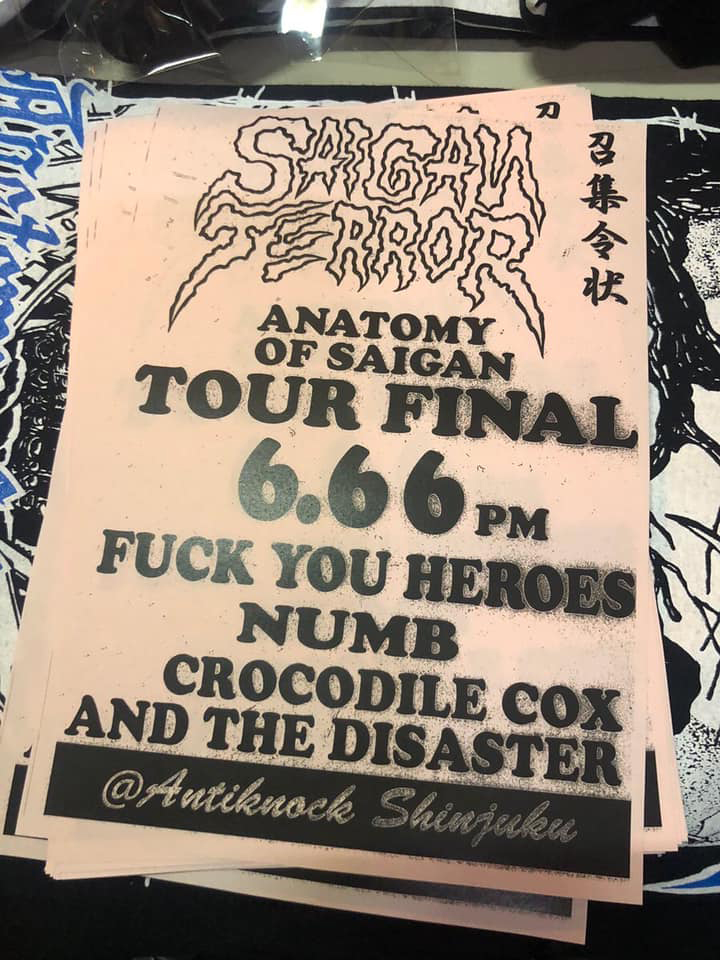 SAIGAN
TERROR
召集令状
ANATOMY
OF SAIGAN
TOUR FINAL
6.66 PM
FUCK YOU HEROES
NUMB
CROCODILE COX
AND THE DISASTER
@Antiknock Shinjuku